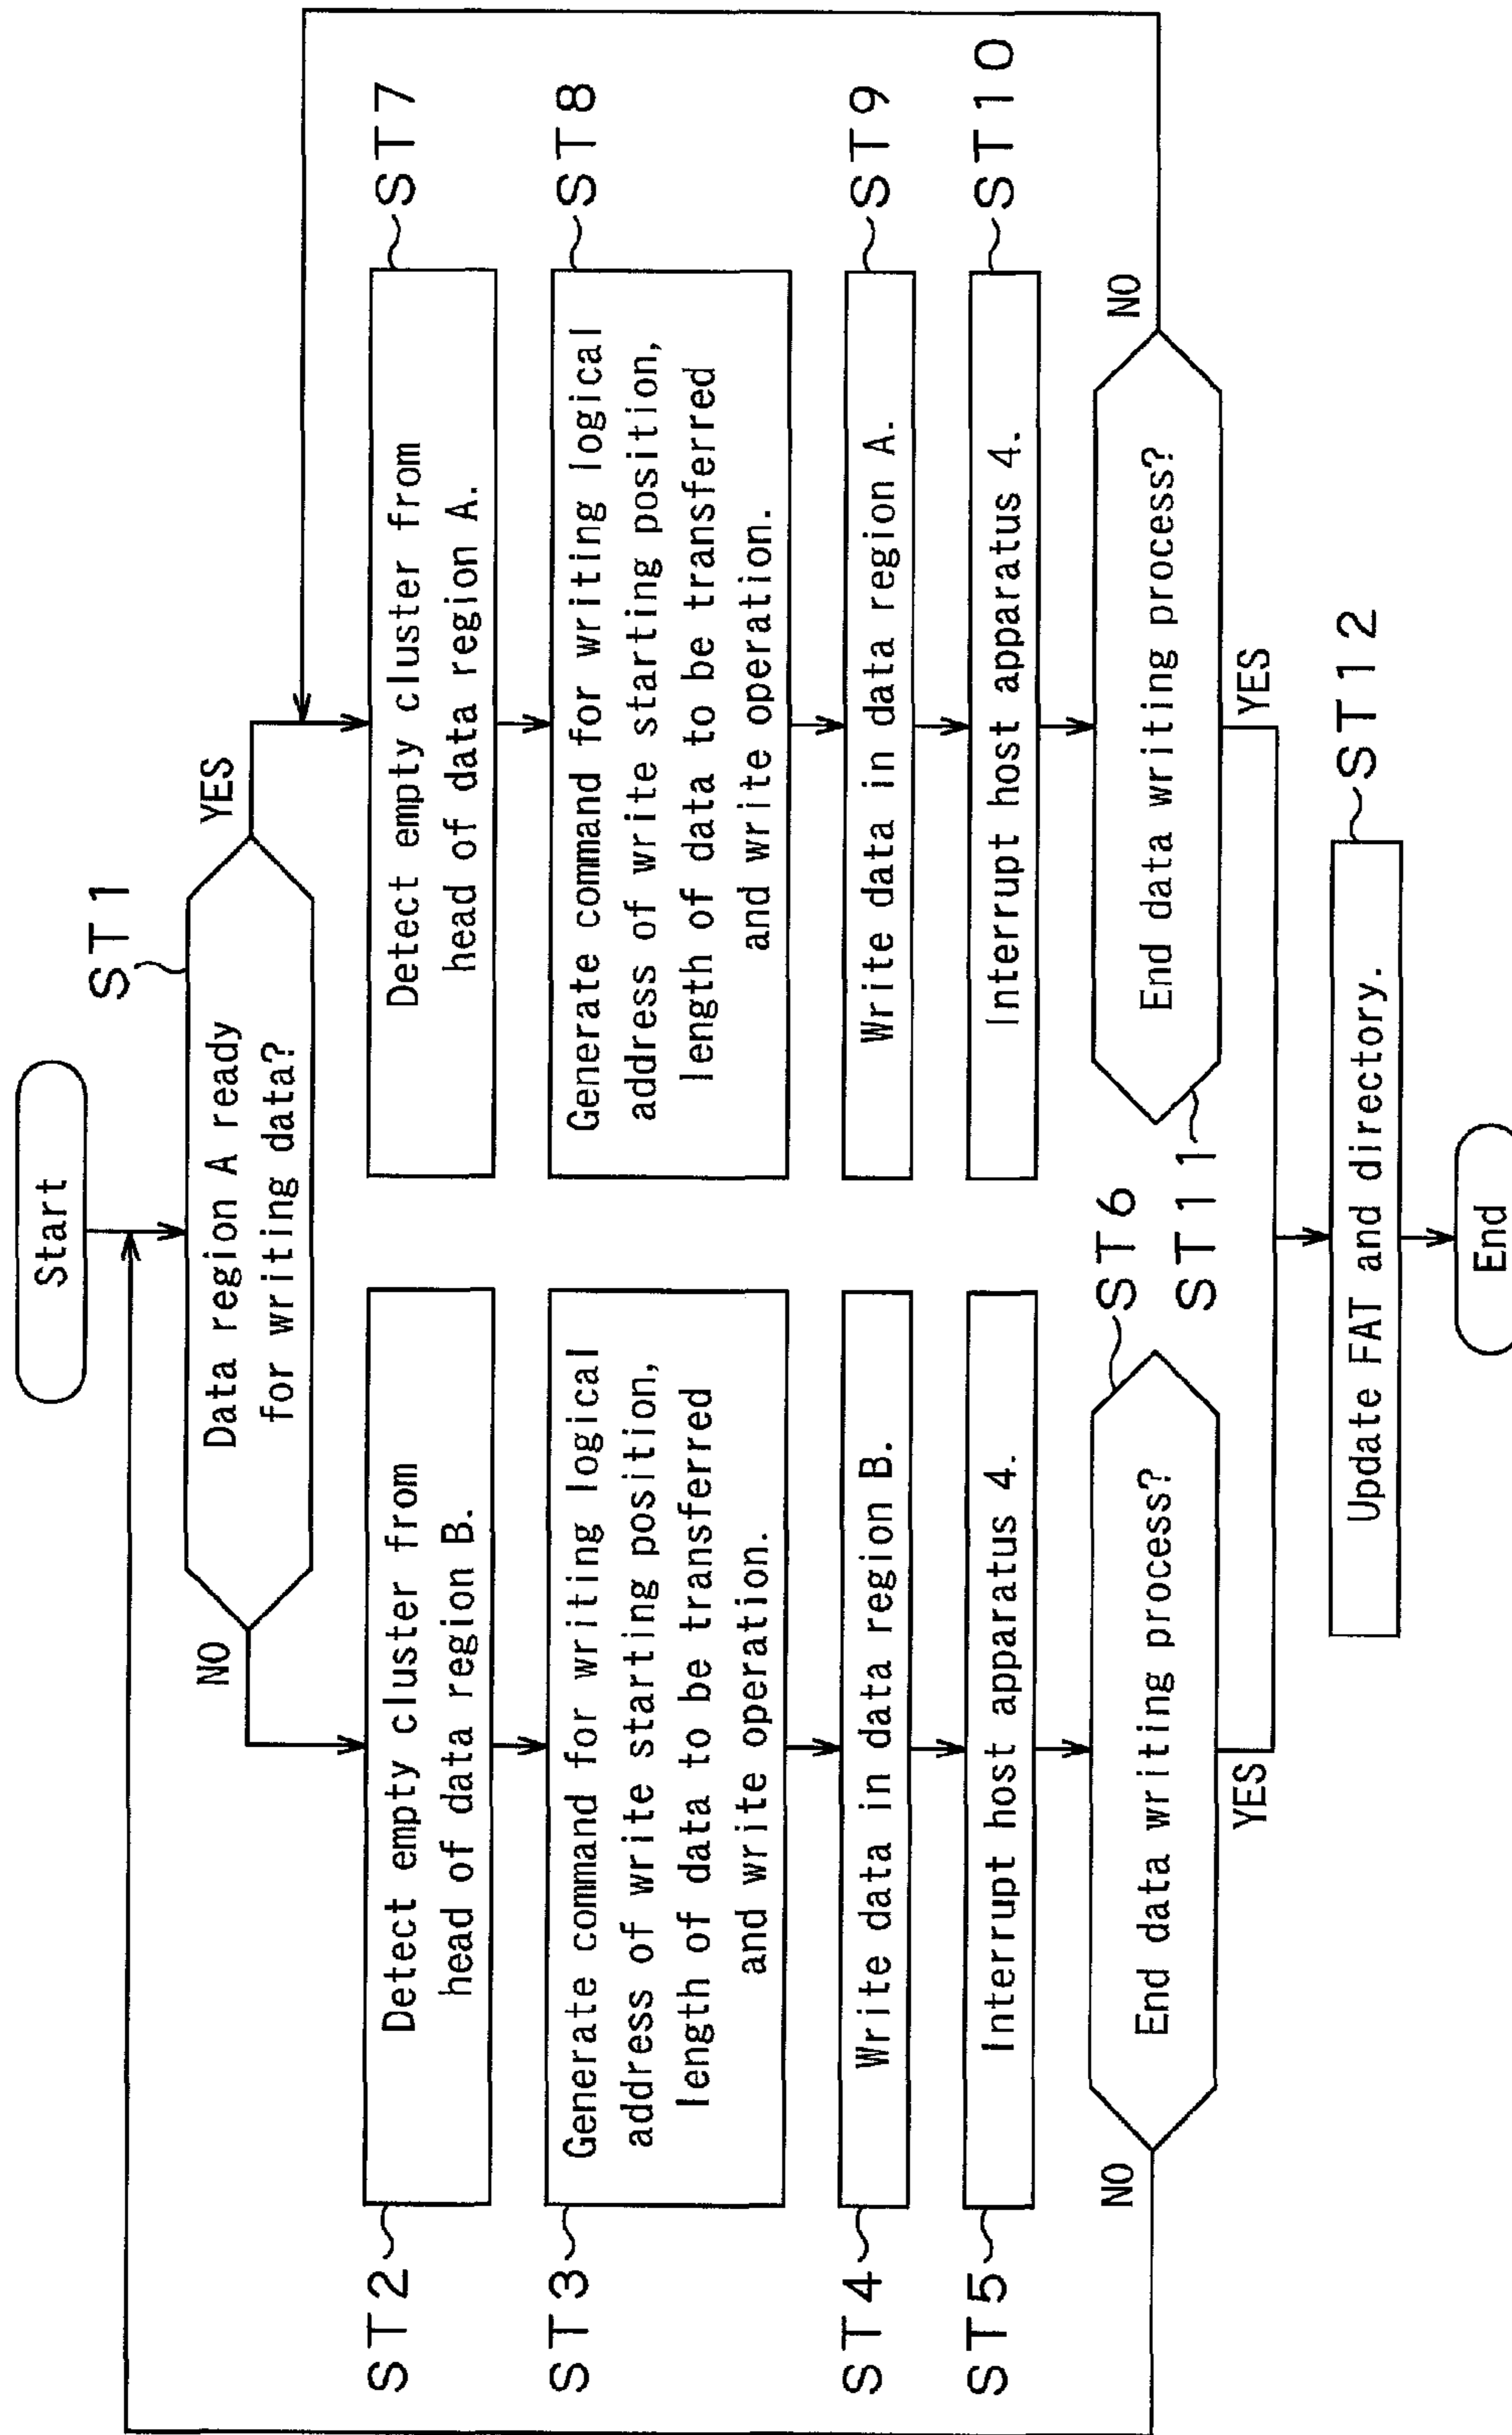 Start
ST1
Data region A ready
for writing data?
NO
YES
ST2
Detect empty cluster from
head of data region B.
ST3
Generate command for writing logical
address of write starting position,
length of data to be transferred
and write operation.
ST4
Write data in data region B.
ST5
Interrupt host apparatus 4.
ST6
End data writing process?
NO
YES
Detect empty cluster from
head of data region A.
ST7
Generate command for writing logical
address of write starting position,
length of data to be transferred
and write operation.
ST8
Write data in data region A.
ST9
Interrupt host apparatus 4.
ST10
End data writing process?
ST11
NO
YES
Update FAT and directory.
ST12
End